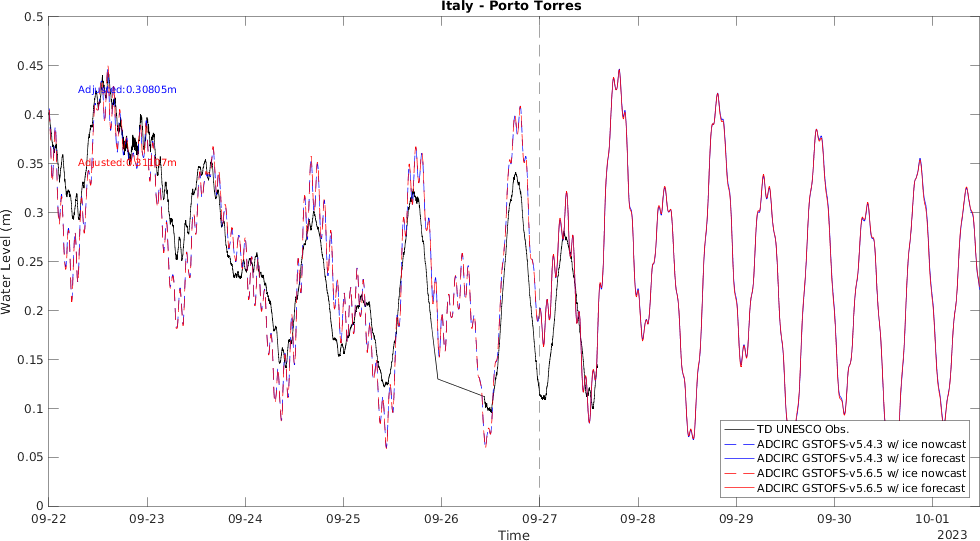 Italy - Porto Torres
0.5
0.45
0.4
0.35
0.3
0.25
0.2
0.15
0.1
0.05
0
Water Level (m)
Adjusted:0.30805m
09-22
09-23
09-24
09-25
09-26
09-27
09-28
09-29
09-30
10-01
Time
2023
TD UNESCO Obs.
ADCIRC GSTOFS-v5.4.3 w/ ice nowcast
ADCIRC GSTOFS-v5.4.3 w/ ice forecast
ADCIRC GSTOFS-v5.6.5 w/ ice nowcast
ADCIRC GSTOFS-v5.6.5 w/ ice forecast